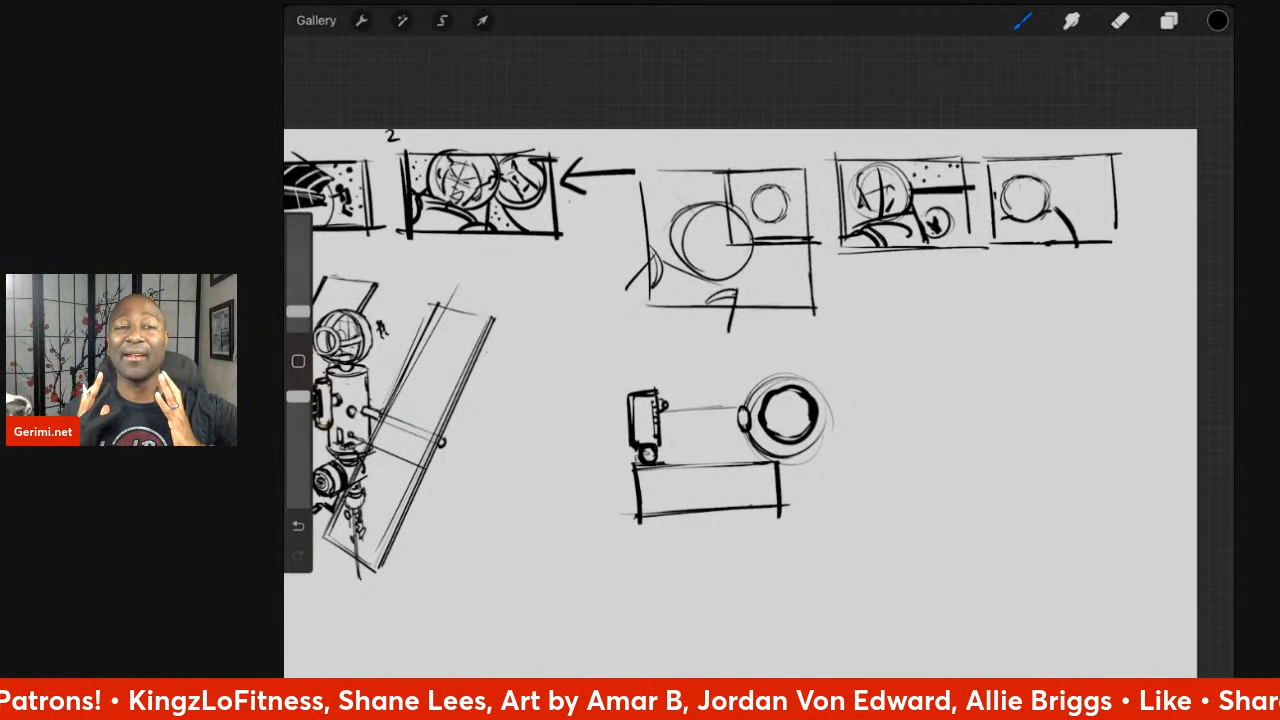 Gallery
2
Gerimi.net
Patrons! • KingzLoFitness, Shane Lees, Art by Amar B, Jordan Von Edward, Allie Briggs • Like • Shar